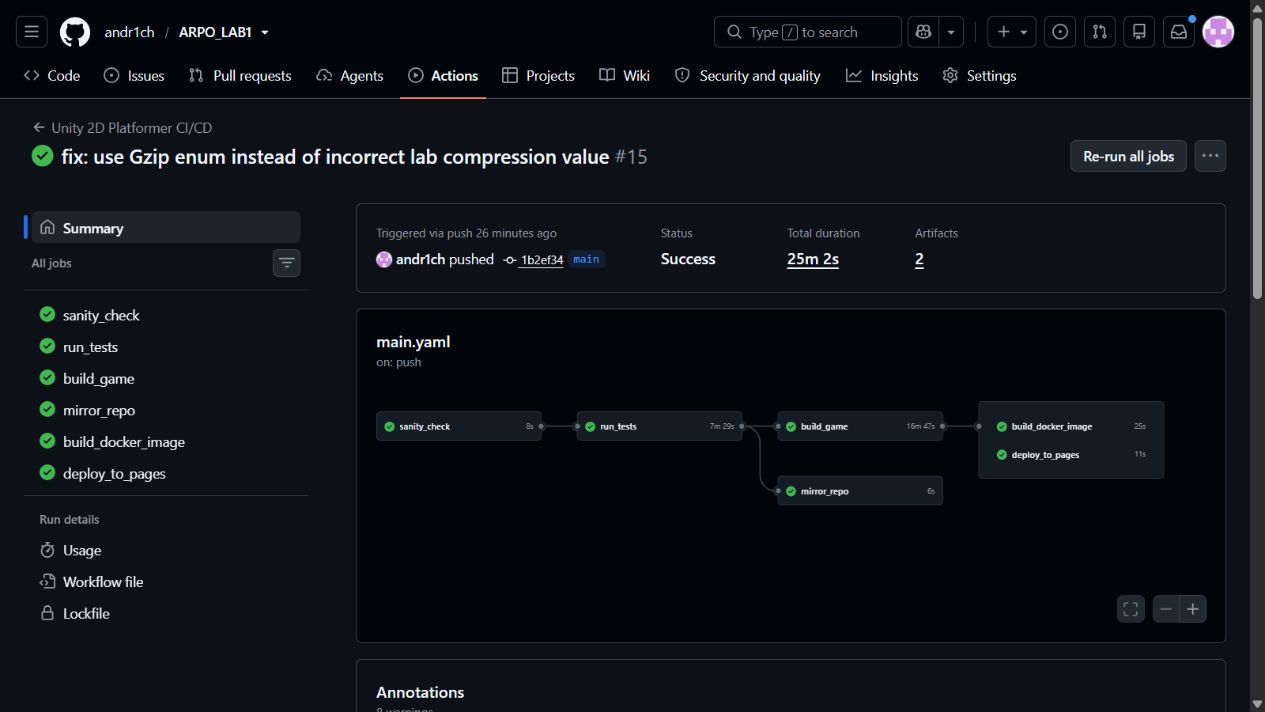 andr1ch / ARPO_LAB1
Type / to search
Code Issues Pull requests Agents Actions Projects Wiki Security and quality Insights Settings
← Unity 2D Platformer CI/CD
fix: use Gzip enum instead of incorrect lab compression value #15
Re-run all jobs
Summary
All jobs
sanity_check
run_tests
build_game
mirror_repo
build_docker_image
deploy_to_pages
Run details
Usage
Workflow file
Lockfile
Triggered via push 26 minutes ago
Status
Total duration
Artifacts
andr1ch pushed 1b2ef34 main
Success
25m 2s
2
main.yaml
on: push
sanity_check 8s
run_tests 7m 29s
build_game 16m 47s
build_docker_image 25s
deploy_to_pages 11s
mirror_repo 6s
Annotations
8 warnings